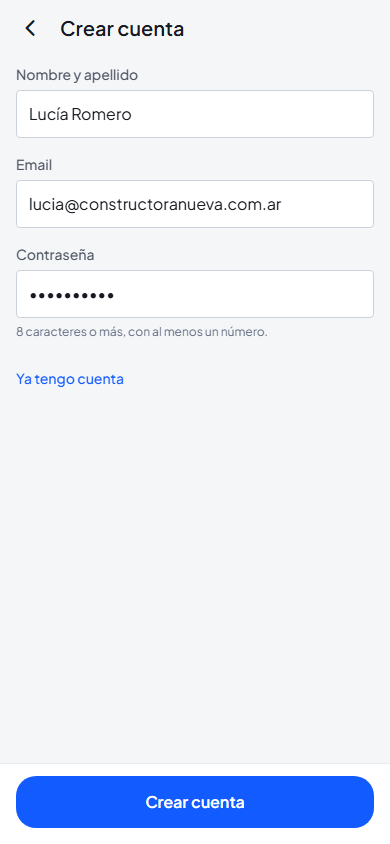 Crear cuenta
Nombre y apellido
Lucía Romero
Email
lucia@constructoranueva.com.ar
Contraseña
••••••••••
8 caracteres o más, con al menos un número.
Ya tengo cuenta
Crear cuenta